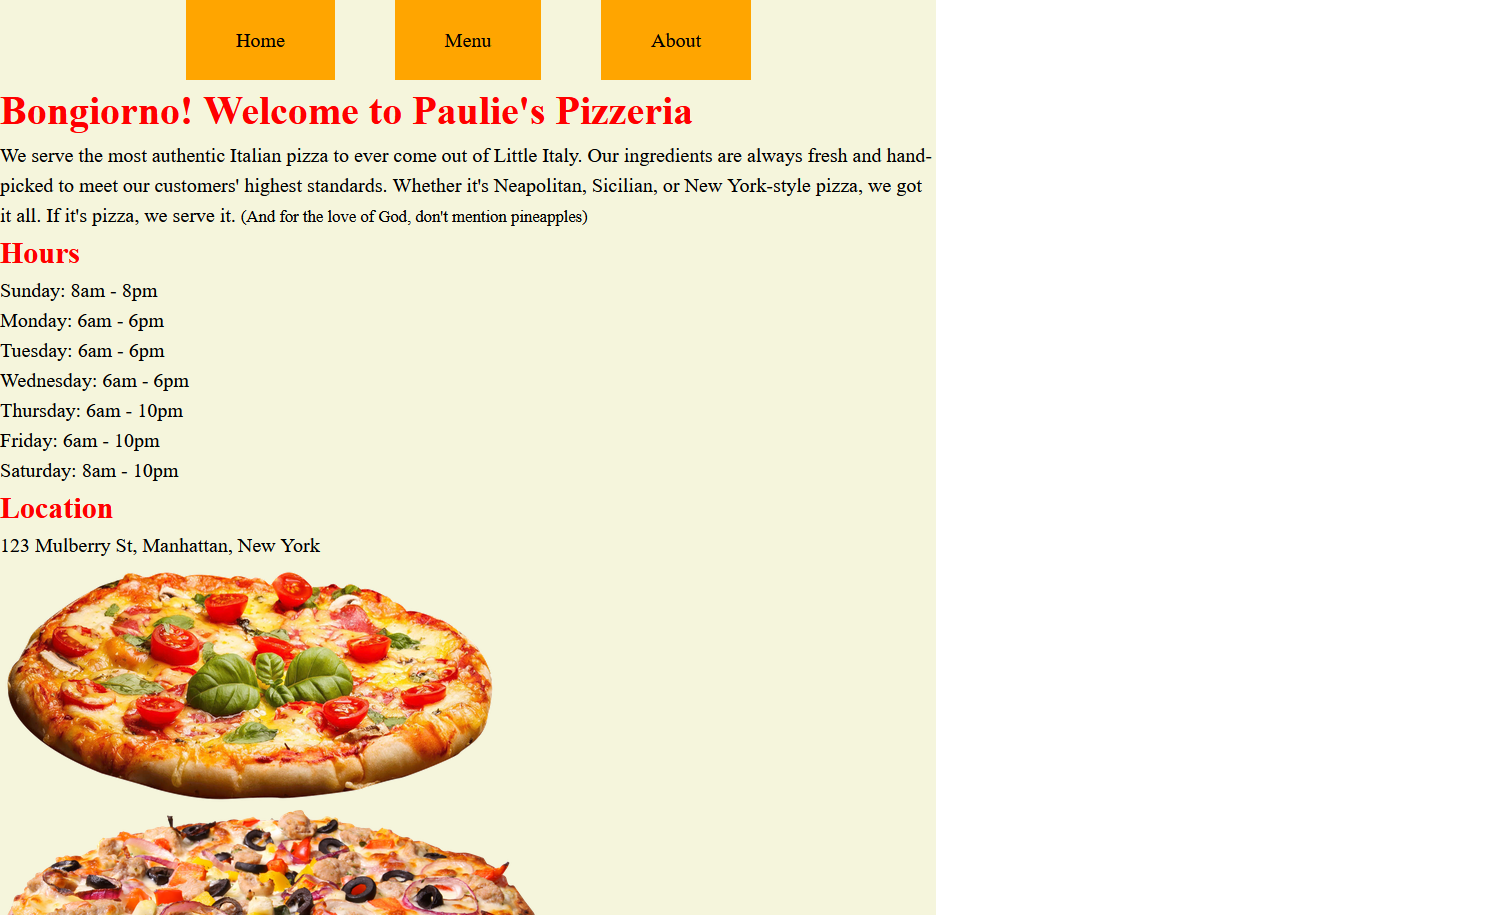 Home
Menu
About
Bongiorno! Welcome to Paulie's Pizzeria
We serve the most authentic Italian pizza to ever come out of Little Italy. Our ingredients are always fresh and hand-
picked to meet our customers' highest standards. Whether it's Neapolitan, Sicilian, or New York-style pizza, we got
it all. If it's pizza, we serve it. (And for the love of God, don't mention pineapples)
Hours
Sunday: 8am - 8pm
Monday: 6am - 6pm
Tuesday: 6am - 6pm
Wednesday: 6am - 6pm
Thursday: 6am - 10pm
Friday: 6am - 10pm
Saturday: 8am - 10pm
Location
123 Mulberry St, Manhattan, New York